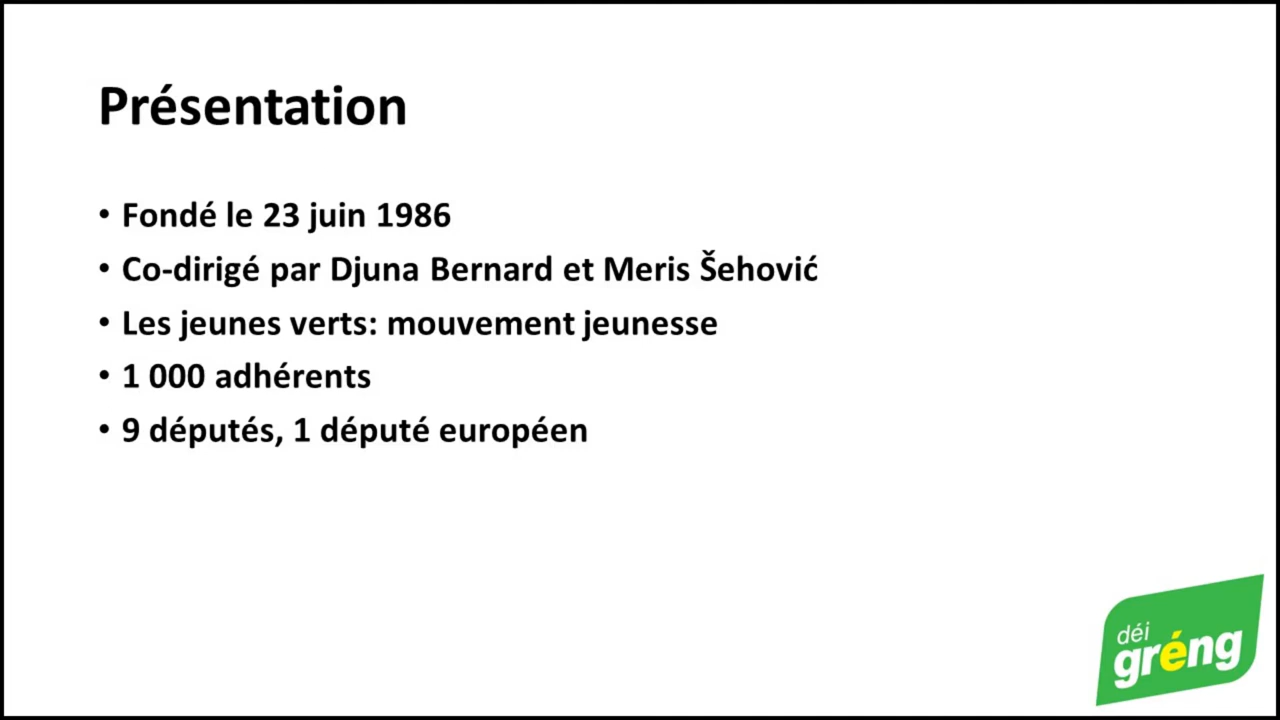 Présentation
• Fondé le 23 juin 1986
• Co-dirigé par Djuna Bernard et Meris Šehović
• Les jeunes verts: mouvement jeunesse
• 1 000 adhérents
• 9 députés, 1 député européen
déi
gréng